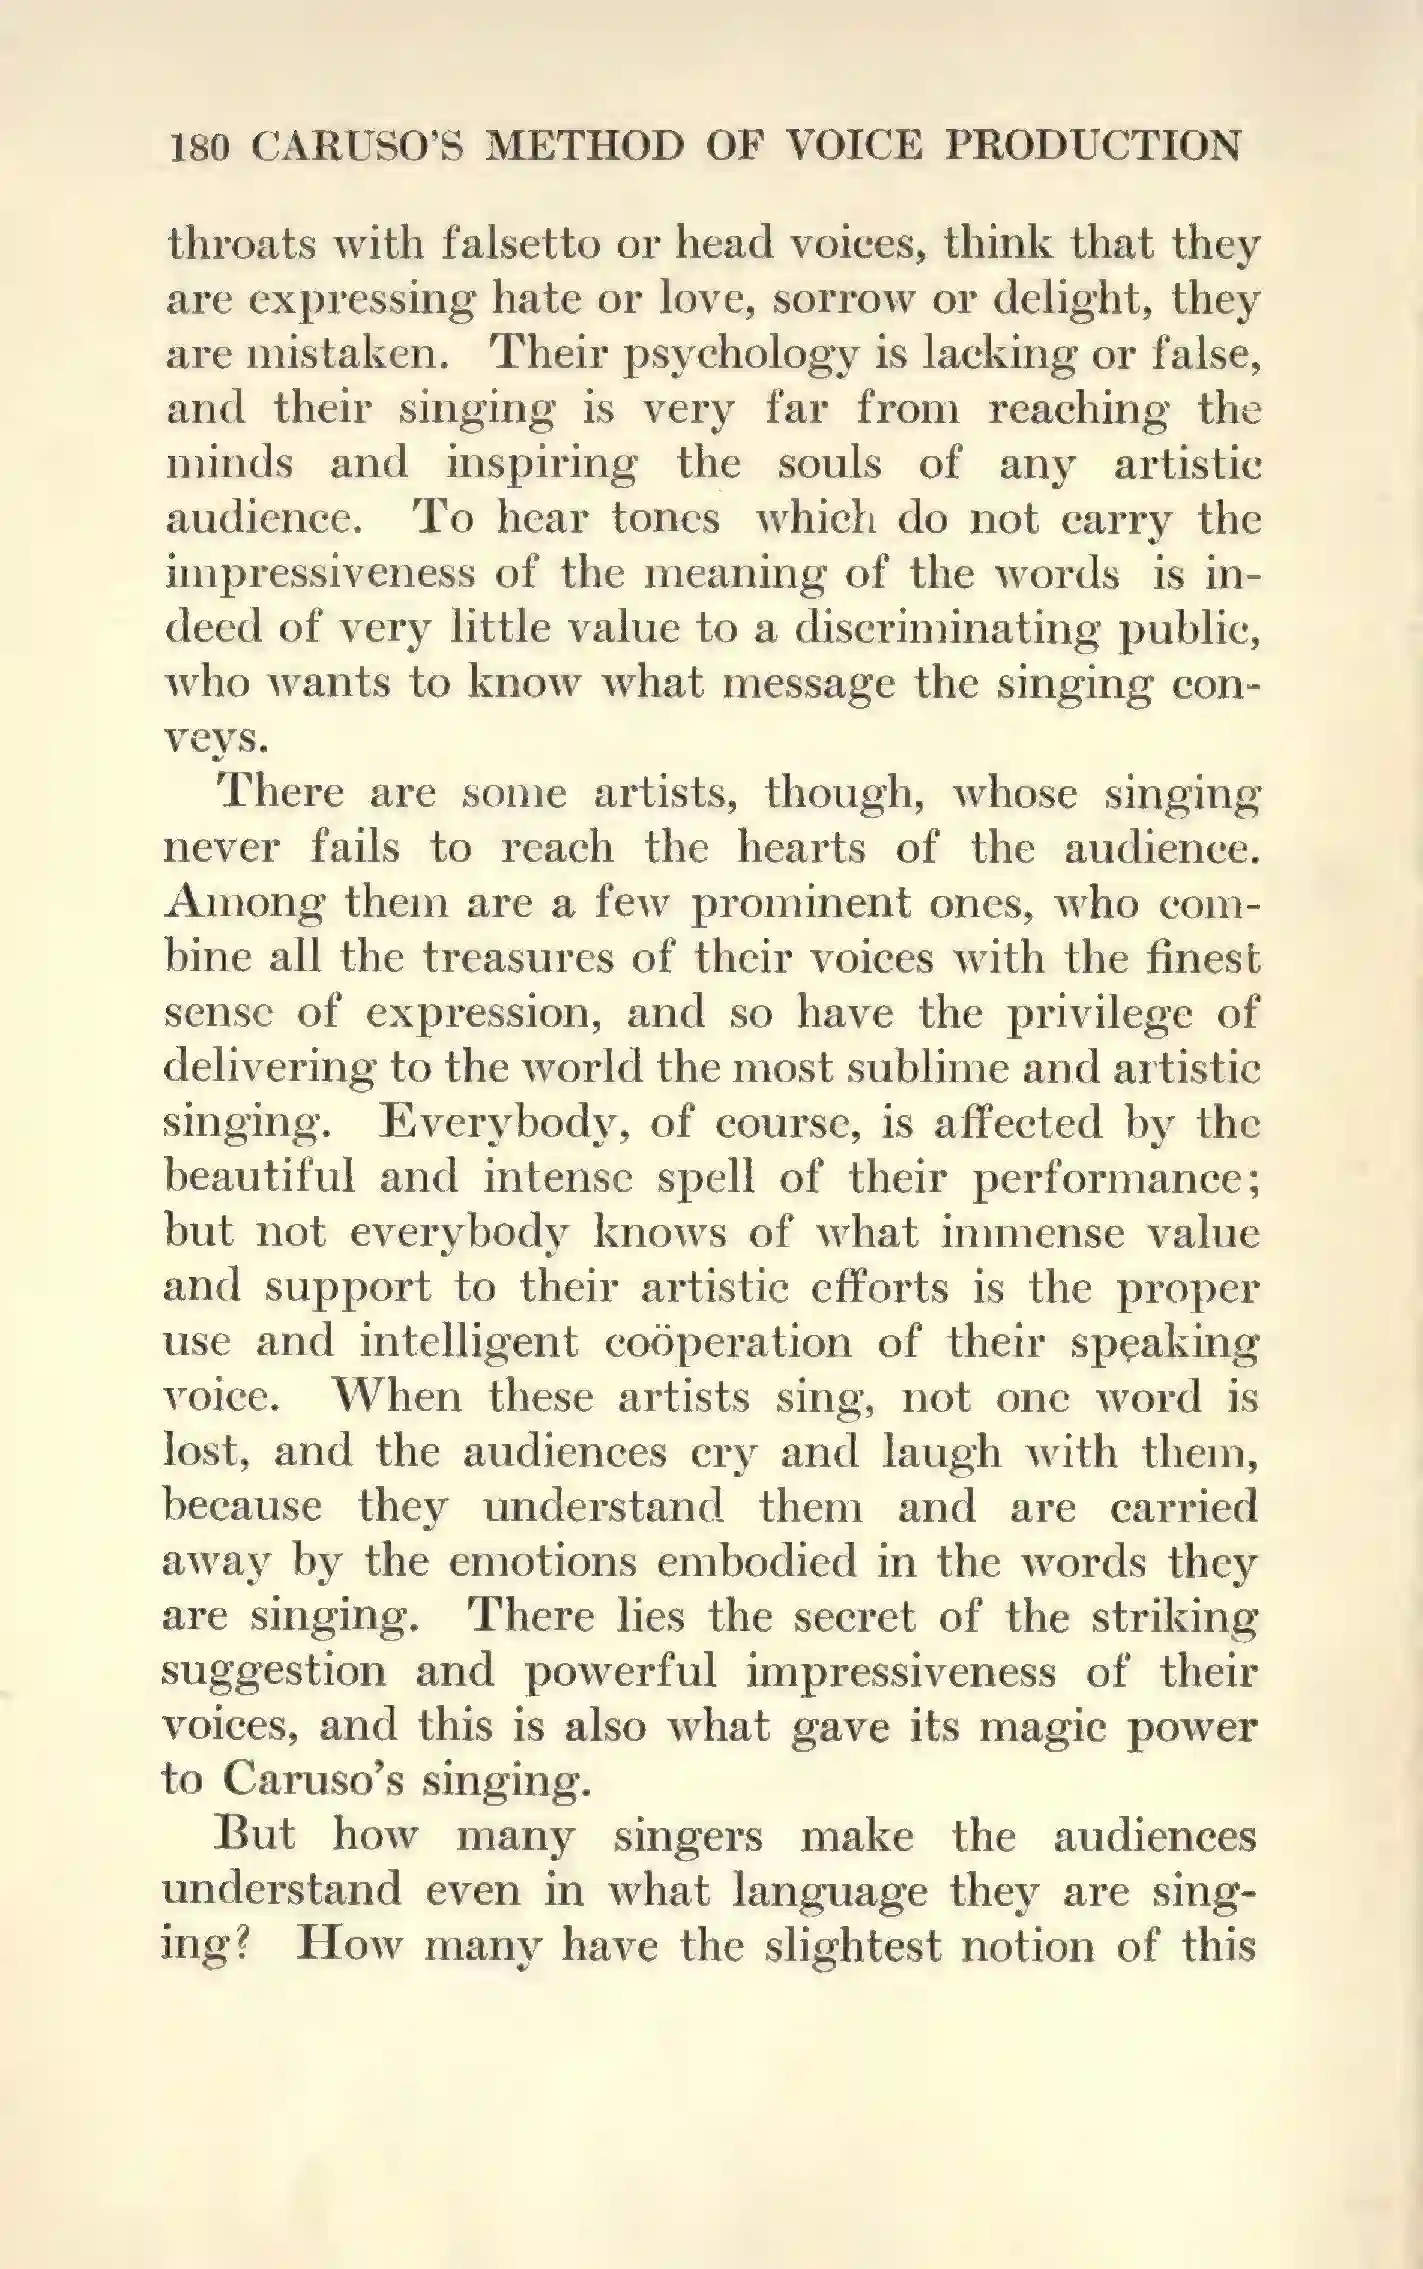 180 CARUSO'S METHOD OF VOICE PRODUCTION
throats with falsetto or head voices, think that they
are expressing hate or love, sorrow or delight, they
are mistaken. Their psychology is lacking or false,
and their singing is very far from reaching the
minds and inspiring the souls of any artistic
audience. To hear tones which do not carry the
impressiveness of the meaning of the words is in-
deed of very little value to a discriminating public,
who wants to know what message the singing con-
veys.
There are some artists, though, whose singing
never fails to reach the hearts of the audience.
Among them are a few prominent ones, who com-
bine all the treasures of their voices with the finest
sense of expression, and so have the privilege of
delivering to the world the most sublime and artistic
singing. Everybody, of course, is affected by the
beautiful and intense spell of their performance;
but not everybody knows of what immense value
and support to their artistic efforts is the proper
use and intelligent coöperation of their speaking
voice. When these artists sing, not one word is
lost, and the audiences cry and laugh with them,
because they understand them and are carried
away by the emotions embodied in the words they
are singing. There lies the secret of the striking
suggestion and powerful impressiveness of their
voices, and this is also what gave its magic power
to Caruso's singing.
But how many singers make the audiences
understand even in what language they are sing-
ing? How many have the slightest notion of this